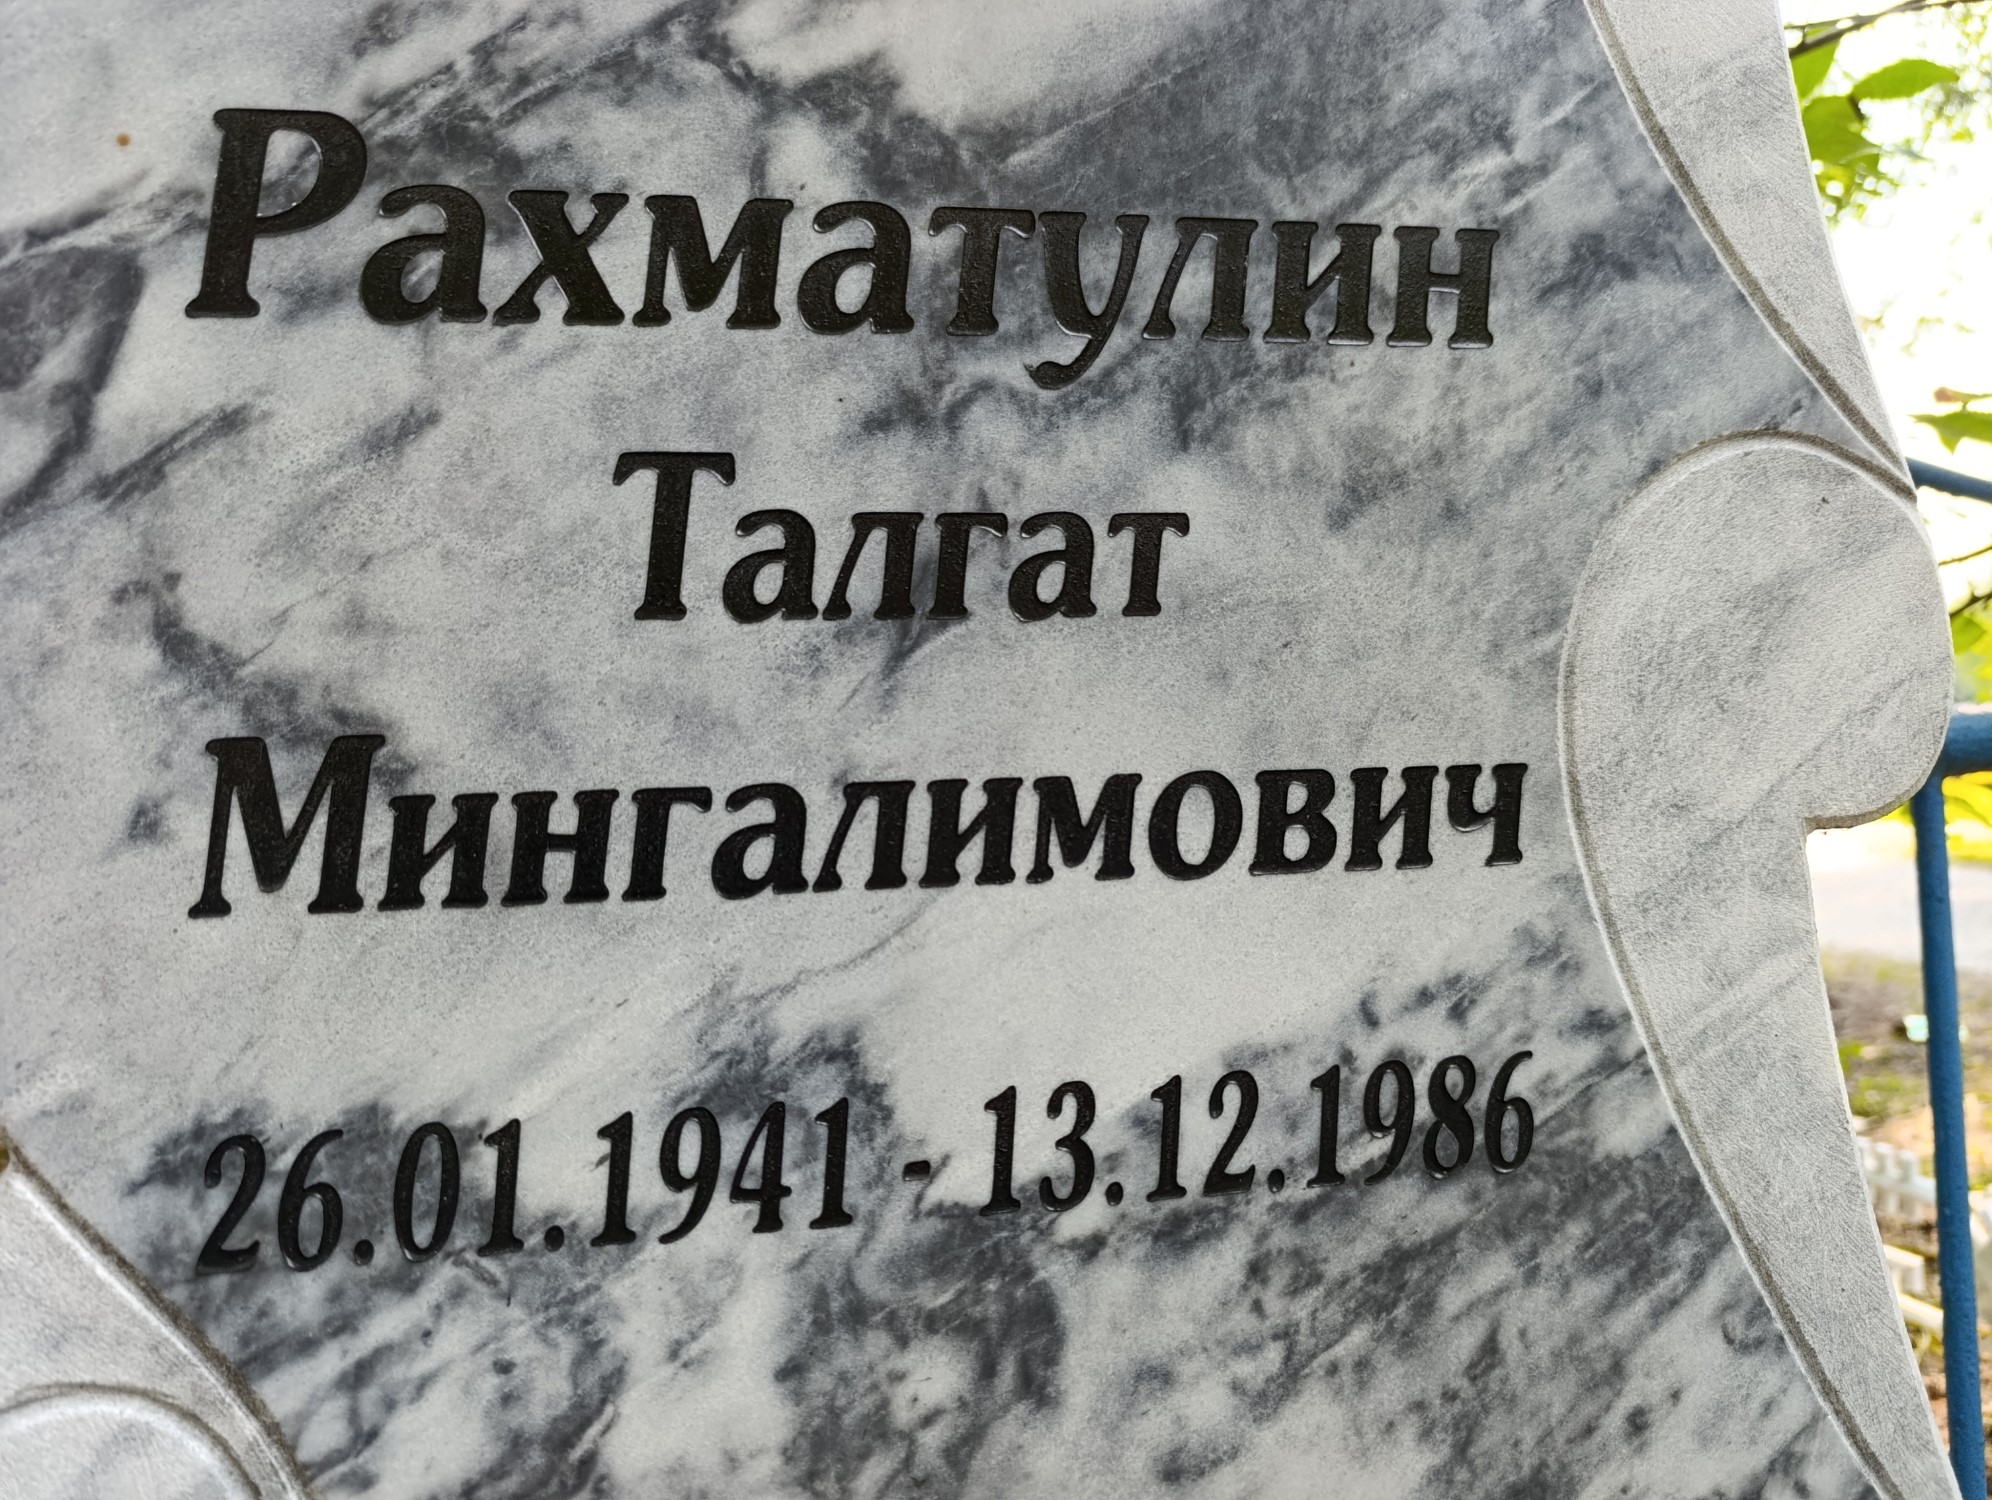 Рахматулин
Талгат
Мингалимович
26.01.1941 - 13.12.1986